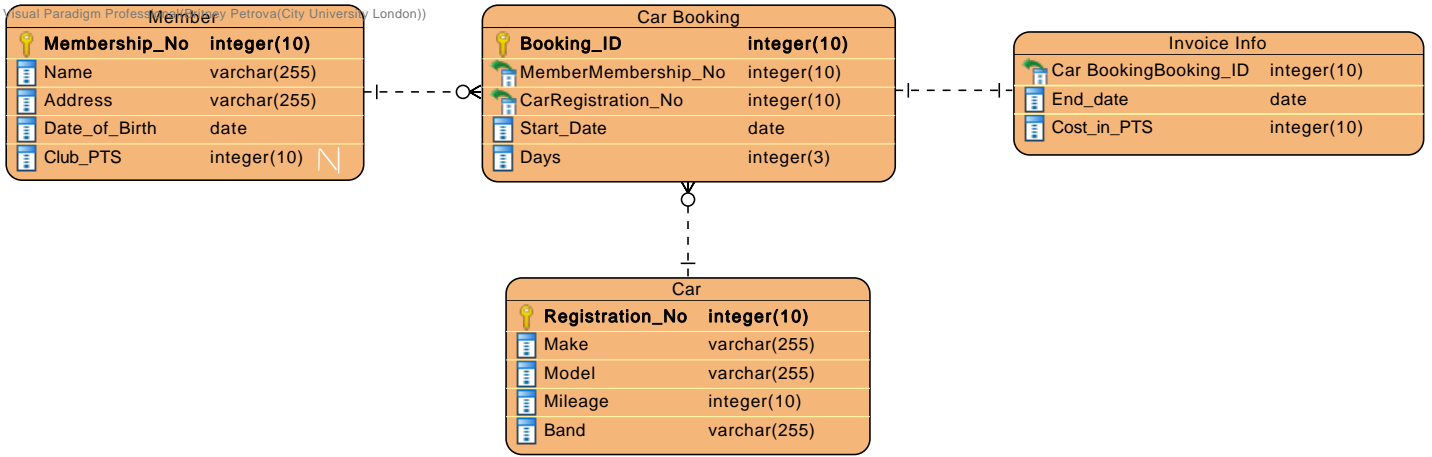 Visual Paradigm Professional(Britney Petrova(City University London))
Member
Membership_No integer(10)
Name varchar(255)
Address varchar(255)
Date_of_Birth date
Club_PTS integer(10) N
Car Booking
Booking_ID integer(10)
MemberMembership_No integer(10)
CarRegistration_No integer(10)
Start_Date date
Days integer(3)
Invoice Info
Car BookingBooking_ID integer(10)
End_date date
Cost_in_PTS integer(10)
Car
Registration_No integer(10)
Make varchar(255)
Model varchar(255)
Mileage integer(10)
Band varchar(255)